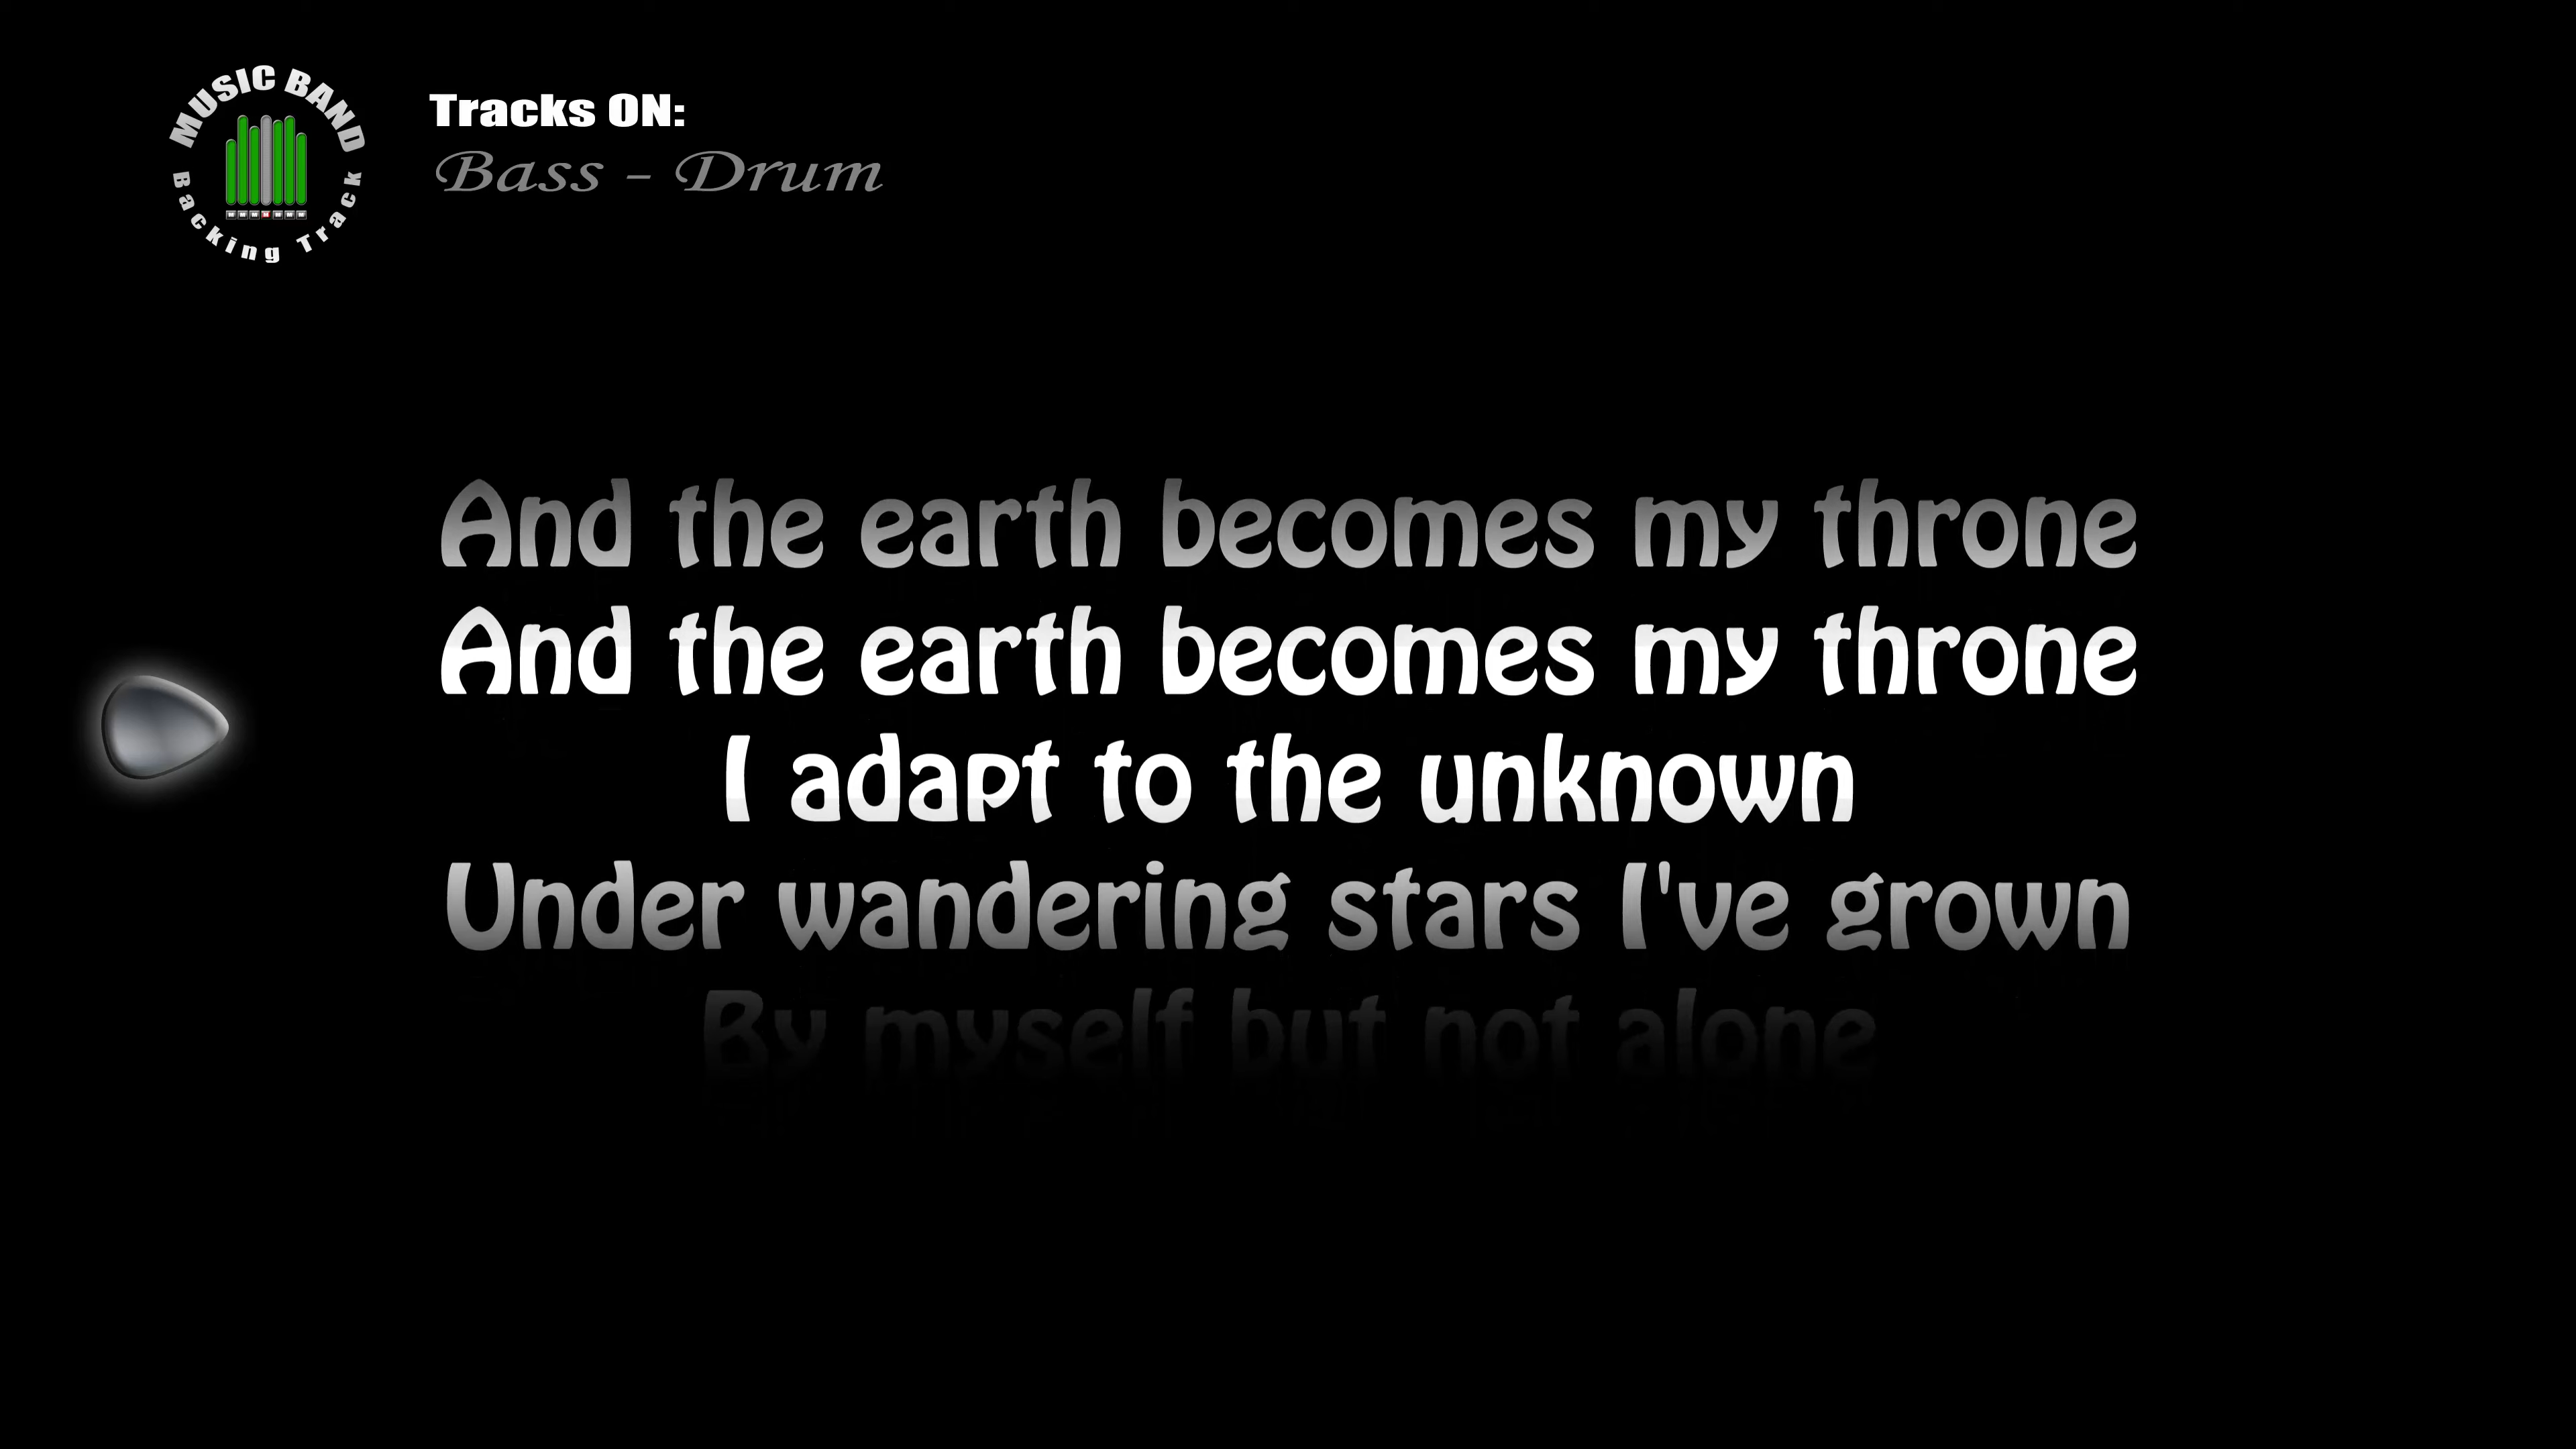 MUSIC BAND
Backing Track
Tracks ON:
Bass - Drum
And the earth becomes my throne
And the earth becomes my throne
I adapt to the unknown
Under wandering stars I've grown
By myself but not alone